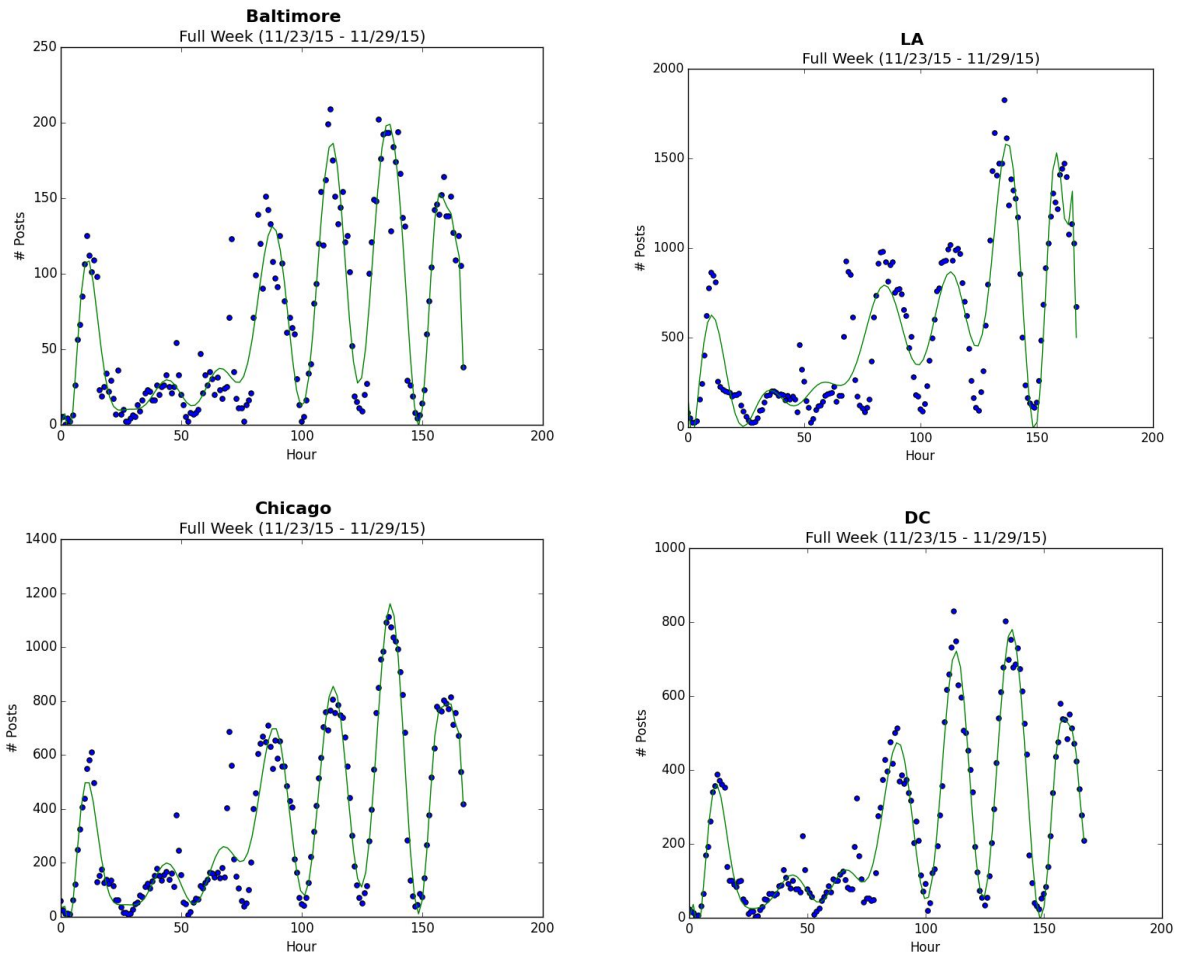 Baltimore
Full Week (11/23/15 - 11/29/15)
250
200
150
100
50
0
# Posts
0 50 100 150 200
Hour
LA
Full Week (11/23/15 - 11/29/15)
2000
1500
1000
500
0
# Posts
0 50 100 150 200
Hour
Chicago
Full Week (11/23/15 - 11/29/15)
1400
1200
1000
800
600
400
200
0
# Posts
0 50 100 150 200
Hour
DC
Full Week (11/23/15 - 11/29/15)
1000
800
600
400
200
0
# Posts
0 50 100 150 200
Hour